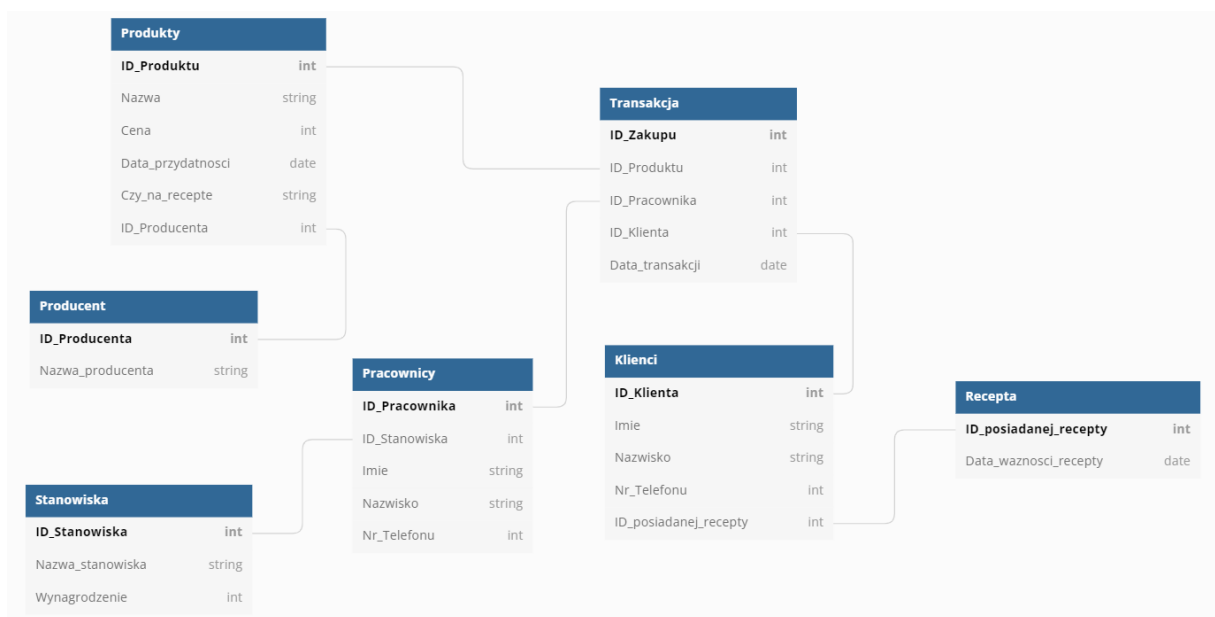 Produkty
ID_Produktu int
Nazwa string
Cena int
Data_przydatnosci date
Czy_na_recepte string
ID_Producenta int
Transakcja
ID_Zakupu int
ID_Produktu int
ID_Pracownika int
ID_Klienta int
Data_transakcji date
Producent
ID_Producenta int
Nazwa_producenta string
Pracownicy
ID_Pracownika int
ID_Stanowiska int
Imie string
Nazwisko string
Nr_Telefonu int
Klienci
ID_Klienta int
Imie string
Nazwisko string
Nr_Telefonu int
ID_posiadanej_recepty int
Recepta
ID_posiadanej_recepty int
Data_waznosci_recepty date
Stanowiska
ID_Stanowiska int
Nazwa_stanowiska string
Wynagrodzenie int